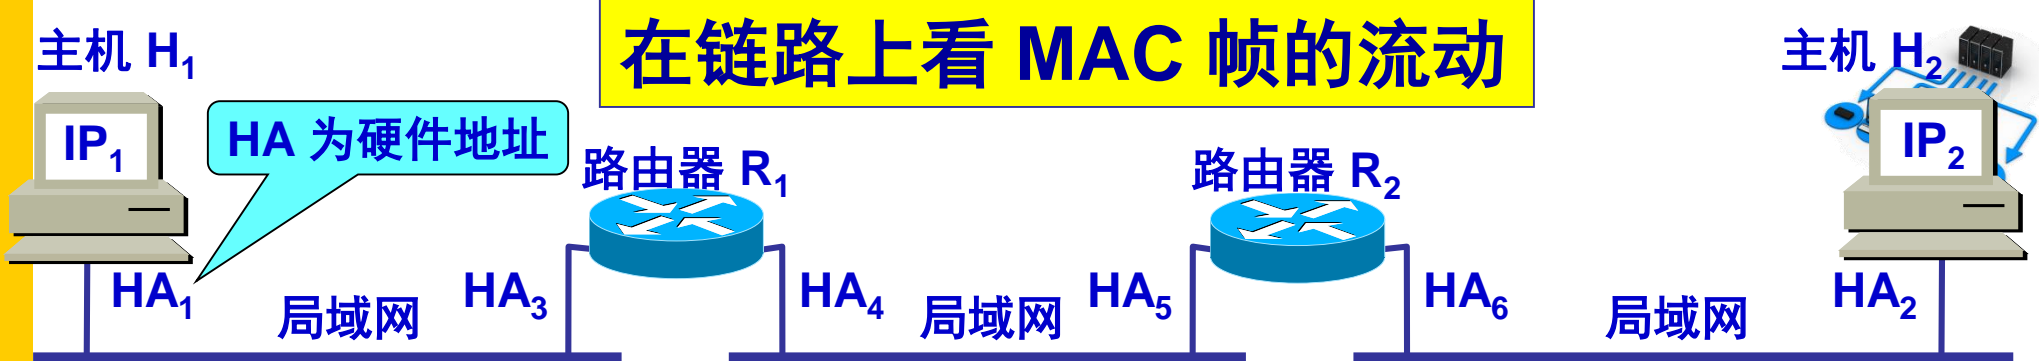 在链路上看 MAC 帧的流动
主机 H1
主机 H2
IP1
HA 为硬件地址
路由器 R1
路由器 R2
IP2
HA1
局域网
HA3
HA4
局域网
HA5
HA6
局域网
HA2